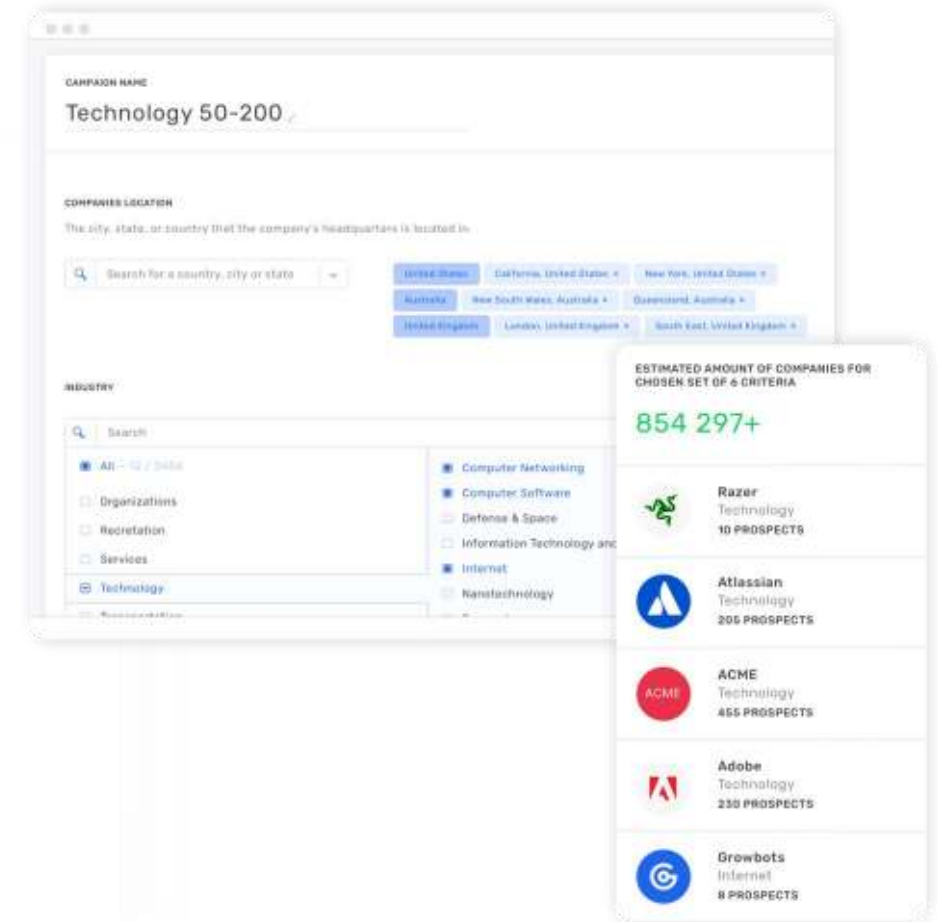 CAMPAIGN NAME
Technology 50-200
COMPANIES LOCATION
The city, state, or country that the company's headquarters is located in.
Search for a country, city or state
United States California, United States × New York, United States ×
Australia New South Wales, Australia × Queensland, Australia ×
United Kingdom London, United Kingdom × South East, United Kingdom ×
INDUSTRY
Search
All - 12 /
Organizations
Recretation
Services
Technology
Transportation
Computer Networking
Computer Software
Defense & Space
Information Technology and
Internet
Nanotechnology
ESTIMATED AMOUNT OF COMPANIES FOR
CHOSEN SET OF 6 CRITERIA
854 297+
Razer
Technology
10 PROSPECTS
Atlassian
Technology
205 PROSPECTS
ACME
ACME
Technology
455 PROSPECTS
Adobe
Technology
230 PROSPECTS
Growbots
Internet
8 PROSPECTS